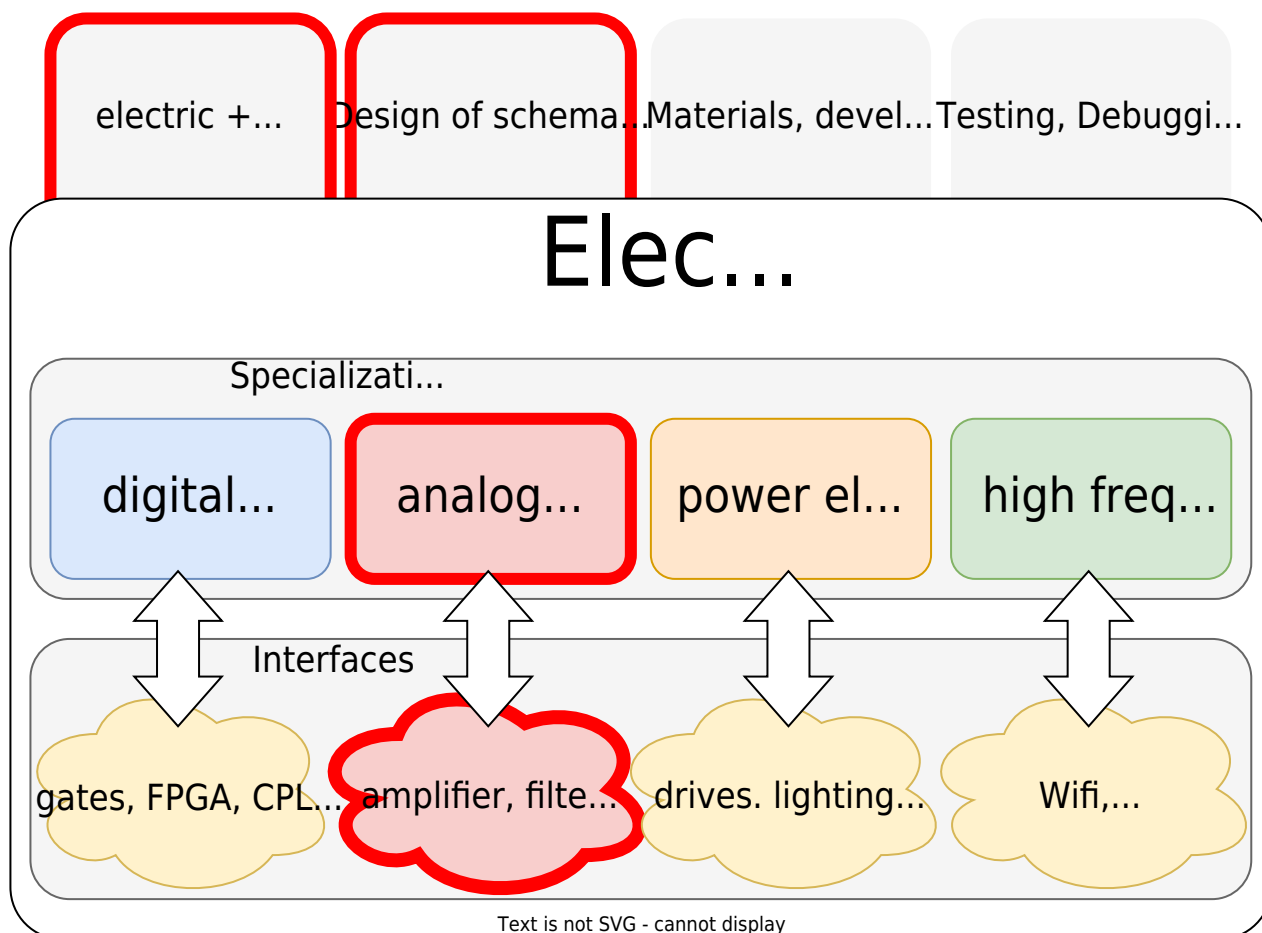 electric +...
Design of schema...
Materials, devel...
Testing, Debuggi...
Elec...
Specializati...
digital...
analog...
power el...
high freq...
Interfaces
gates, FPGA, CPL...
amplifier, filte...
drives. lighting...
Wifi,...
Text is not SVG - cannot display